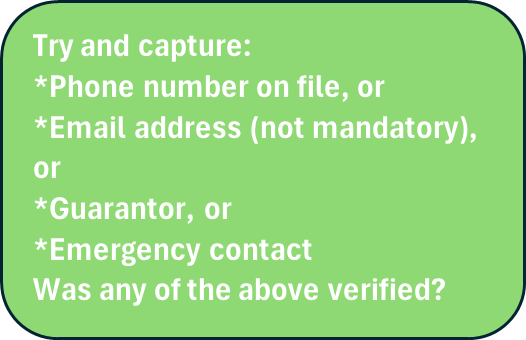 Try and capture:
*Phone number on file, or
*Email address (not mandatory),
or
*Guarantor, or
*Emergency contact
Was any of the above verified?